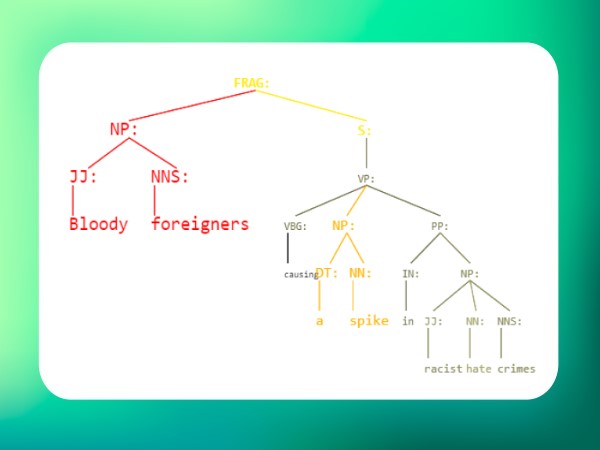 FRAG:
NP: S:
JJ: NNS: VP:
Bloody foreigners VBG: NP: PP:
causing DT: NN: IN: NP:
a spike in JJ: NN: NNS:
racist hate crimes